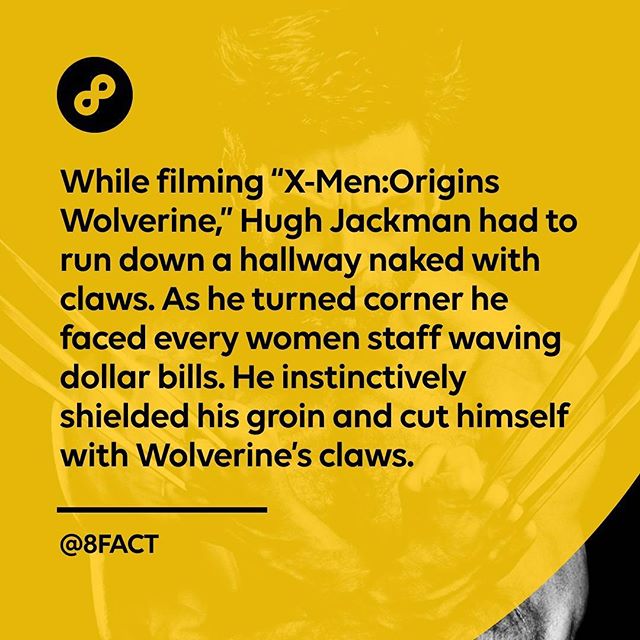 While filming “X-Men:Origins
Wolverine,” Hugh Jackman had to
run down a hallway naked with
claws. As he turned corner he
faced every women staff waving
dollar bills. He instinctively
shielded his groin and cut himself
with Wolverine’s claws.
@8FACT